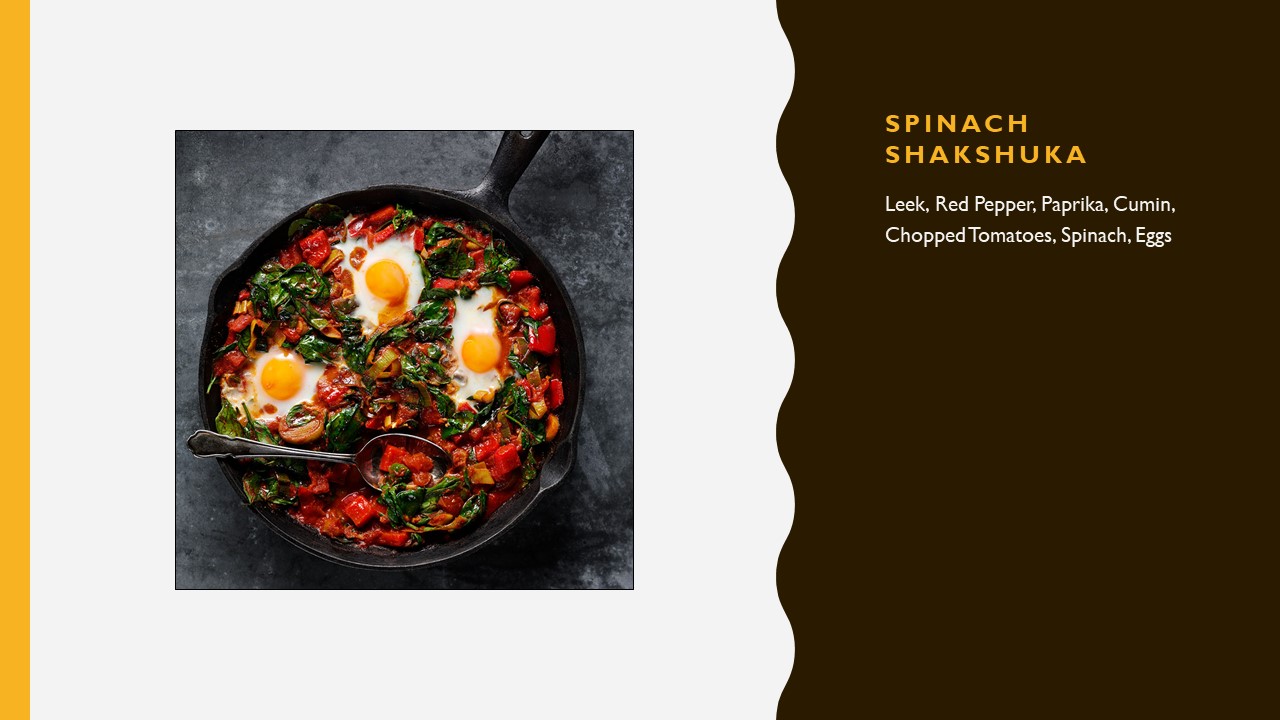 SPINACH
SHAKSHUKA
Leek, Red Pepper, Paprika, Cumin,
Chopped Tomatoes, Spinach, Eggs